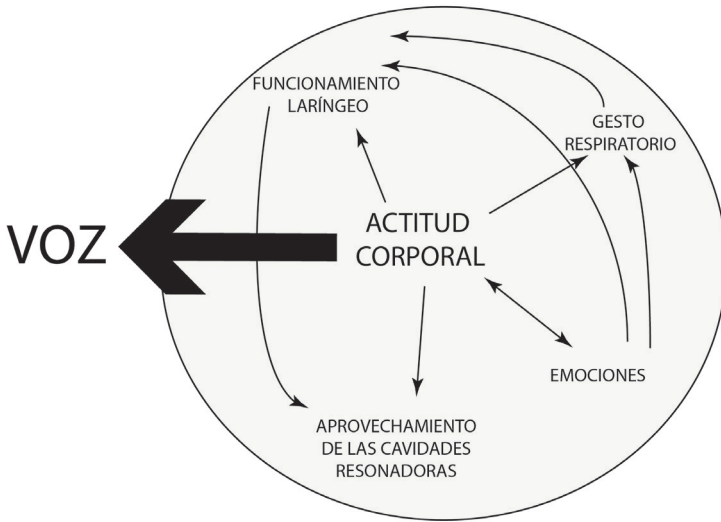 FUNCIONAMIENTO
LARÍNGEO
GESTO
RESPIRATORIO
VOZ
ACTITUD
CORPORAL
EMOCIONES
APROVECHAMIENTO
DE LAS CAVIDADES
RESONADORAS